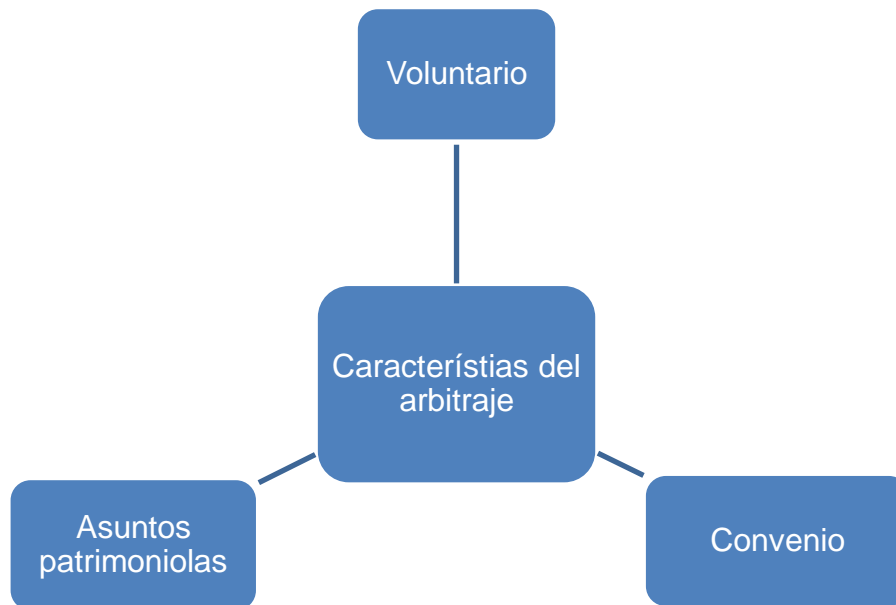 Voluntario
Característias del
arbitraje
Asuntos
patrimoniolas
Convenio